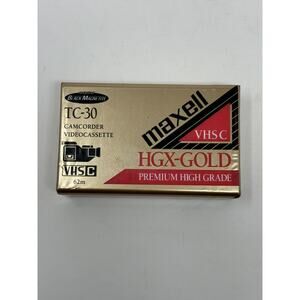 BLACK MAGNETITE
TC-30
CAMCORDER
VIDEOCASSETTE
VHS C
62m
maxell
VHS C
HGX-GOLD
PREMIUM HIGH GRADE